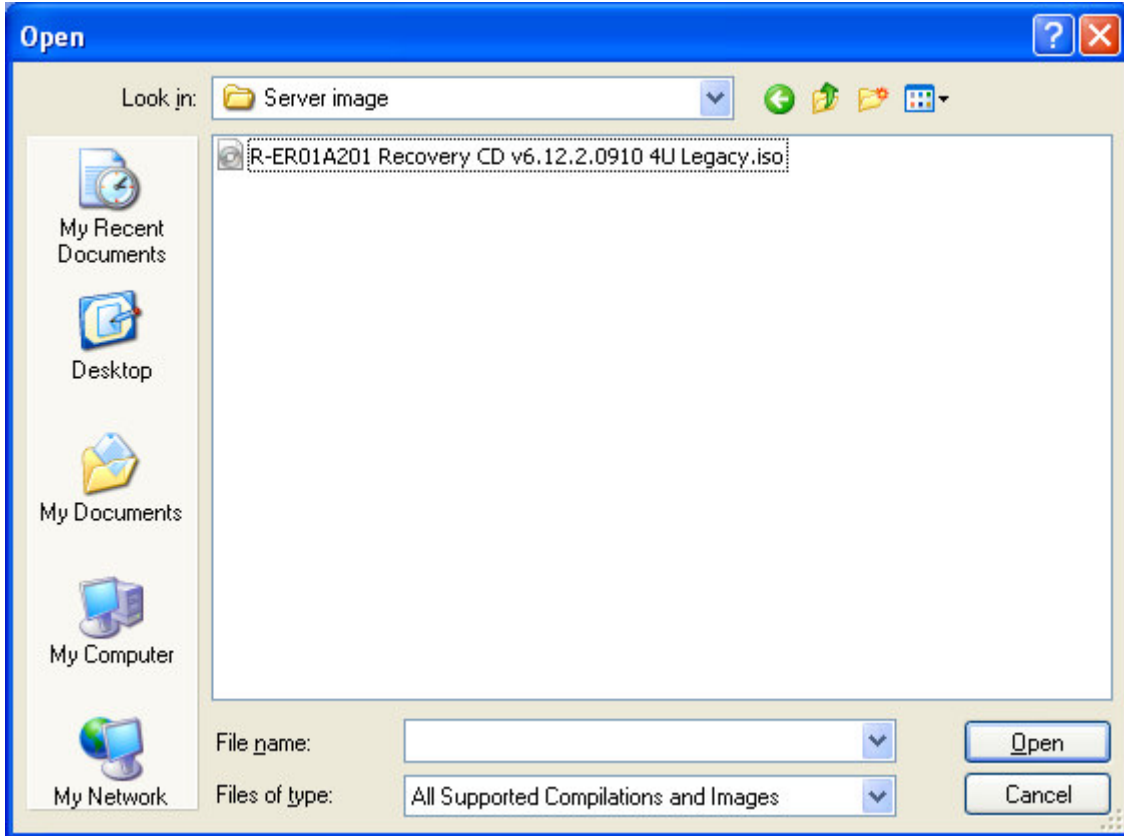 Open
Look in:
Server image
R-ER01A201 Recovery CD v6.12.2.0910 4U Legacy.iso
My Recent
Documents
Desktop
My Documents
My Computer
My Network
File name:
Open
Files of type:
All Supported Compilations and Images
Cancel